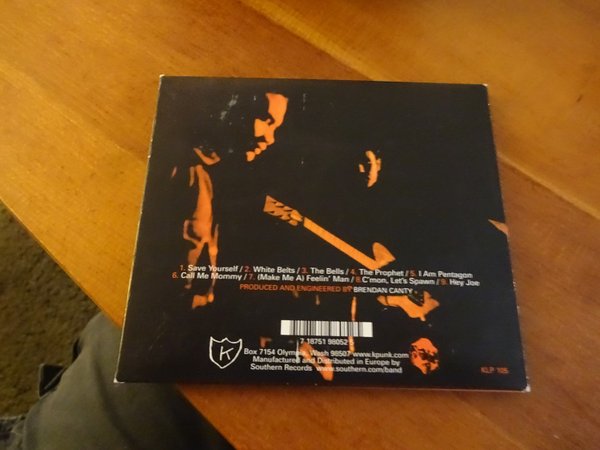 1. Save Yourself / 2. White Belts / 3. The Bells / 4. The Prophet / 5. I Am Pentagon
6. Call Me Mommy / 7. (Make Me A) Feelin' Man / 8. C'mon, Let's Spawn / 9. Hey Joe
PRODUCED AND ENGINEERED BY BRENDAN CANTY
7 18751 98052 5
K
Box 7154 Olympia, Wash 98507 www.kpunk.com
Manufactured and Distributed in Europe by
Southern Records www.southern.com/band
KLP 105